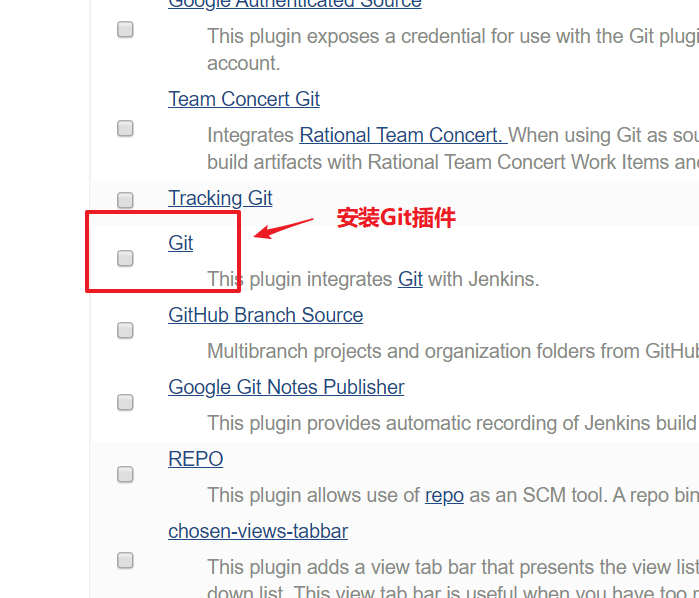 Google Authenticated Source
This plugin exposes a credential for use with the Git plugi
account.
Team Concert Git
Integrates Rational Team Concert. When using Git as sou
build artifacts with Rational Team Concert Work Items and
Tracking Git
安装Git插件
Git
This plugin integrates Git with Jenkins.
GitHub Branch Source
Multibranch projects and organization folders from GitHub
Google Git Notes Publisher
This plugin provides automatic recording of Jenkins build
REPO
This plugin allows use of repo as an SCM tool. A repo bin
chosen-views-tabbar
This plugin adds a view tab bar that presents the view list
down list. This view tab bar is useful when you have too